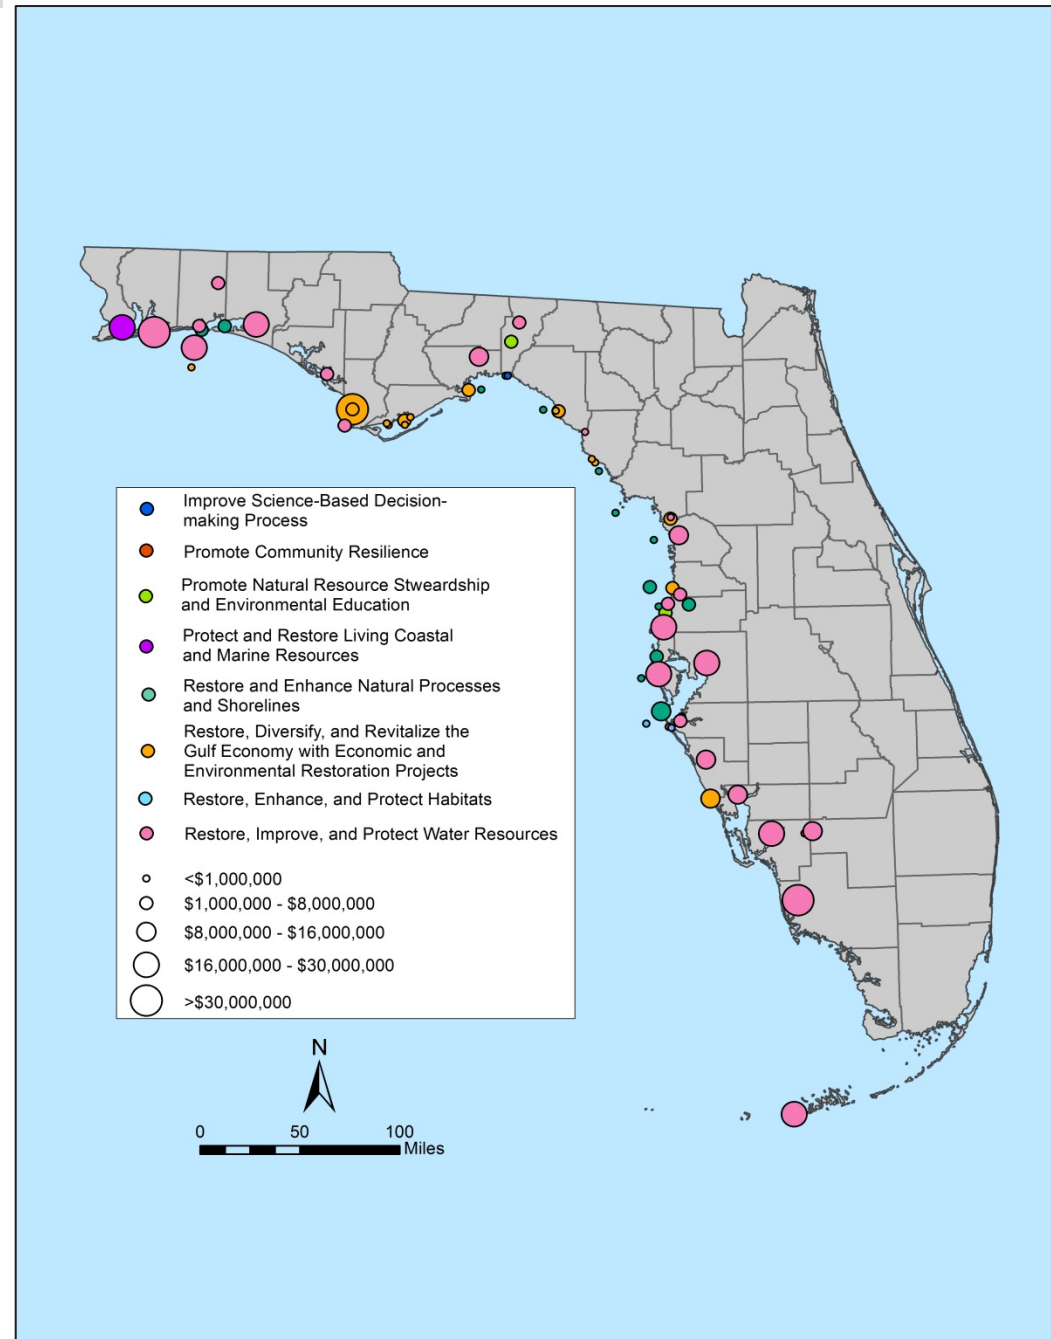 Improve Science-Based Decision-
making Process
Promote Community Resilience
Promote Natural Resource Stweardship
and Environmental Education
Protect and Restore Living Coastal
and Marine Resources
Restore and Enhance Natural Processes
and Shorelines
Restore, Diversify, and Revitalize the
Gulf Economy with Economic and
Environmental Restoration Projects
Restore, Enhance, and Protect Habitats
Restore, Improve, and Protect Water Resources
<$1,000,000
$1,000,000 - $8,000,000
$8,000,000 - $16,000,000
$16,000,000 - $30,000,000
>$30,000,000
N
0 50 100
Miles